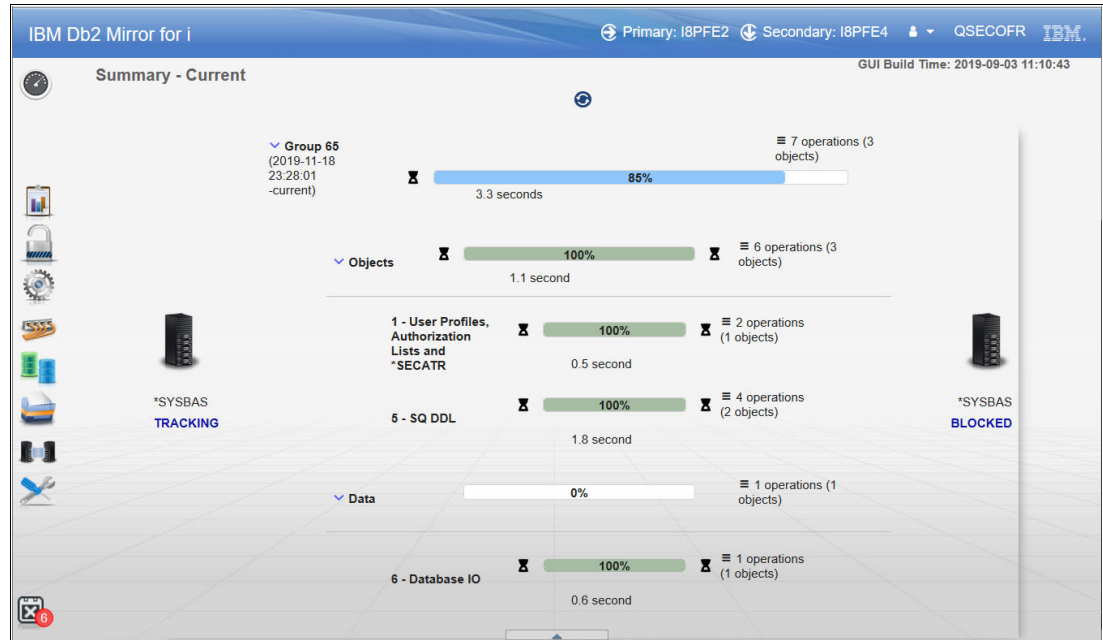 IBM Db2 Mirror for i
Primary: I8PFE2 Secondary: I8PFE4 QSECOFR IBM.
GUI Build Time: 2019-09-03 11:10:43
Summary - Current
Group 65
(2019-11-18
23:28:01
-current)
85%
3.3 seconds
7 operations (3
objects)
Objects
100%
1.1 second
6 operations (3
objects)
1 - User Profiles,
Authorization
Lists and
*SECATR
100%
0.5 second
2 operations
(1 objects)
5 - SQ DDL
100%
1.8 second
4 operations
(2 objects)
*SYSBAS
TRACKING
*SYSBAS
BLOCKED
Data
0%
1 operations (1
objects)
6 - Database IO
100%
0.6 second
1 operations
(1 objects)
6